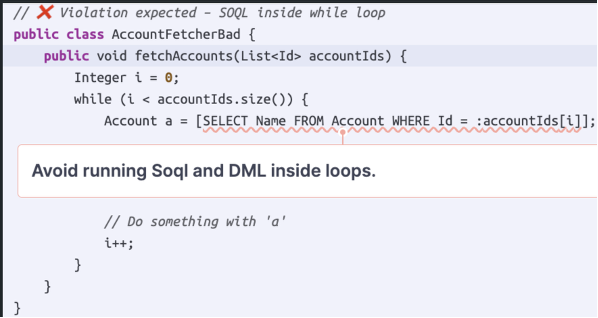 // ❌ Violation expected – SOQL inside while loop
public class AccountFetcherBad {
    public void fetchAccounts(List<Id> accountIds) {
        Integer i = 0;
        while (i < accountIds.size()) {
            Account a = [SELECT Name FROM Account WHERE Id = :accountIds[i]];
Avoid running Soql and DML inside loops.
            // Do something with 'a'
            i++;
        }
    }
}